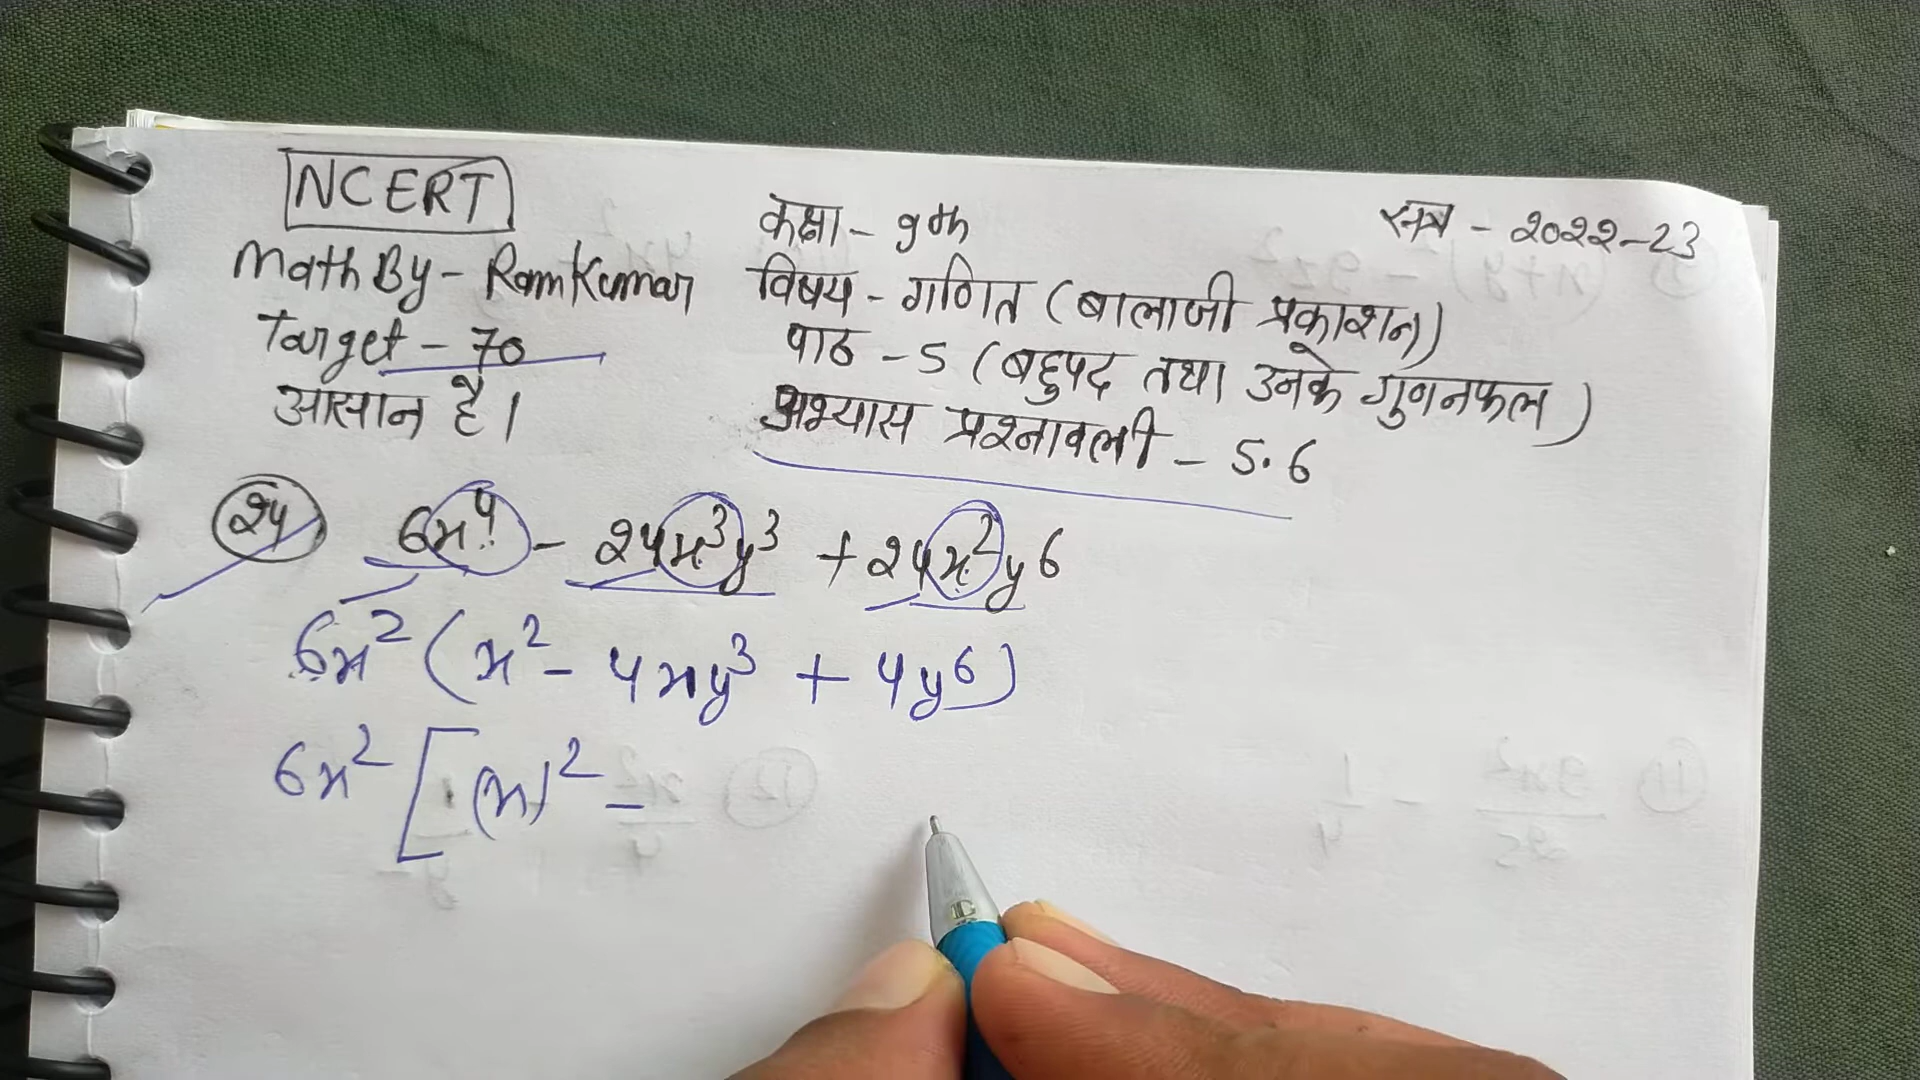 NCERT
Math By - Ram Kumar
Target - 70
आसान है।
कक्षा - 9th
विषय - गणित (बालाजी प्रकाशन)
पाठ - 5 (बहुपद तथा उनके गुणनफल)
अभ्यास प्रश्नावली - 5.6
सत्र - 2022-23
24 6x⁴ - 24x³y³ + 24x²y6
6x² (x² - 4xy³ + 4y6)
6x² [(x)² -